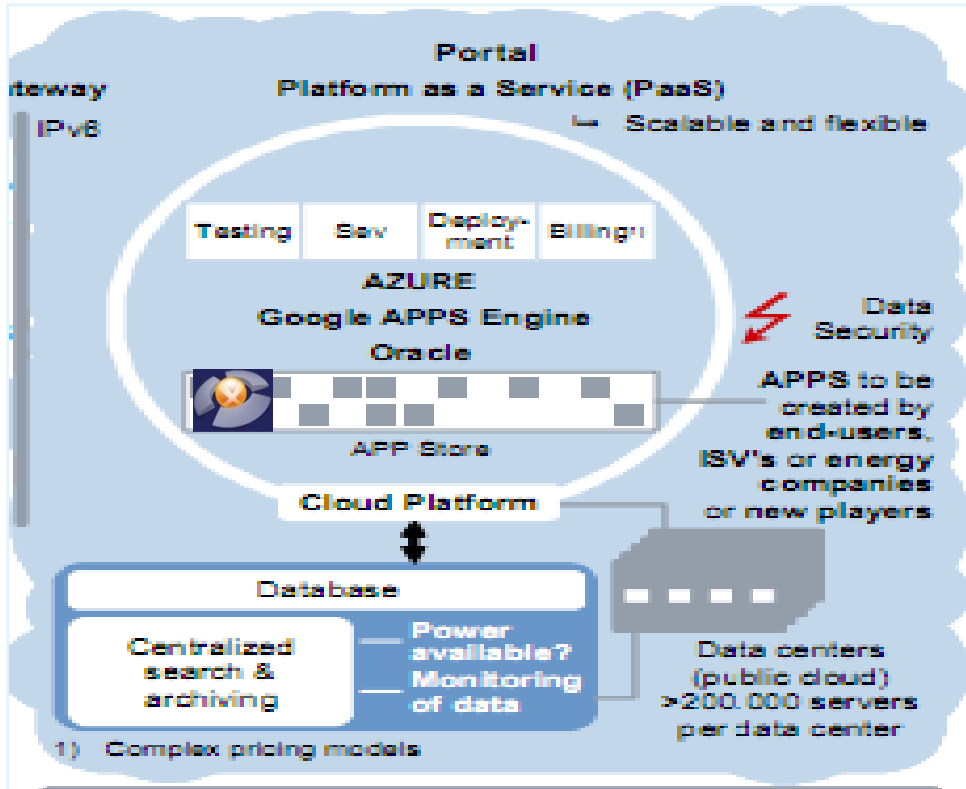 Portal
teway
Platform as a Service (PaaS)
IPv6
↳ Scalable and flexible
Testing
Serv
Deploy-
ment
Billing¹⁾
AZURE
Google APPS Engine
Oracle
Data
Security
APP Store
APPS to be
created by
end-users,
ISV's or energy
companies
or new players
Cloud Platform
Database
Centralized
search &
archiving
Power
available?
Monitoring
of data
Data centers
(public cloud)
>200.000 servers
per data center
1) Complex pricing models